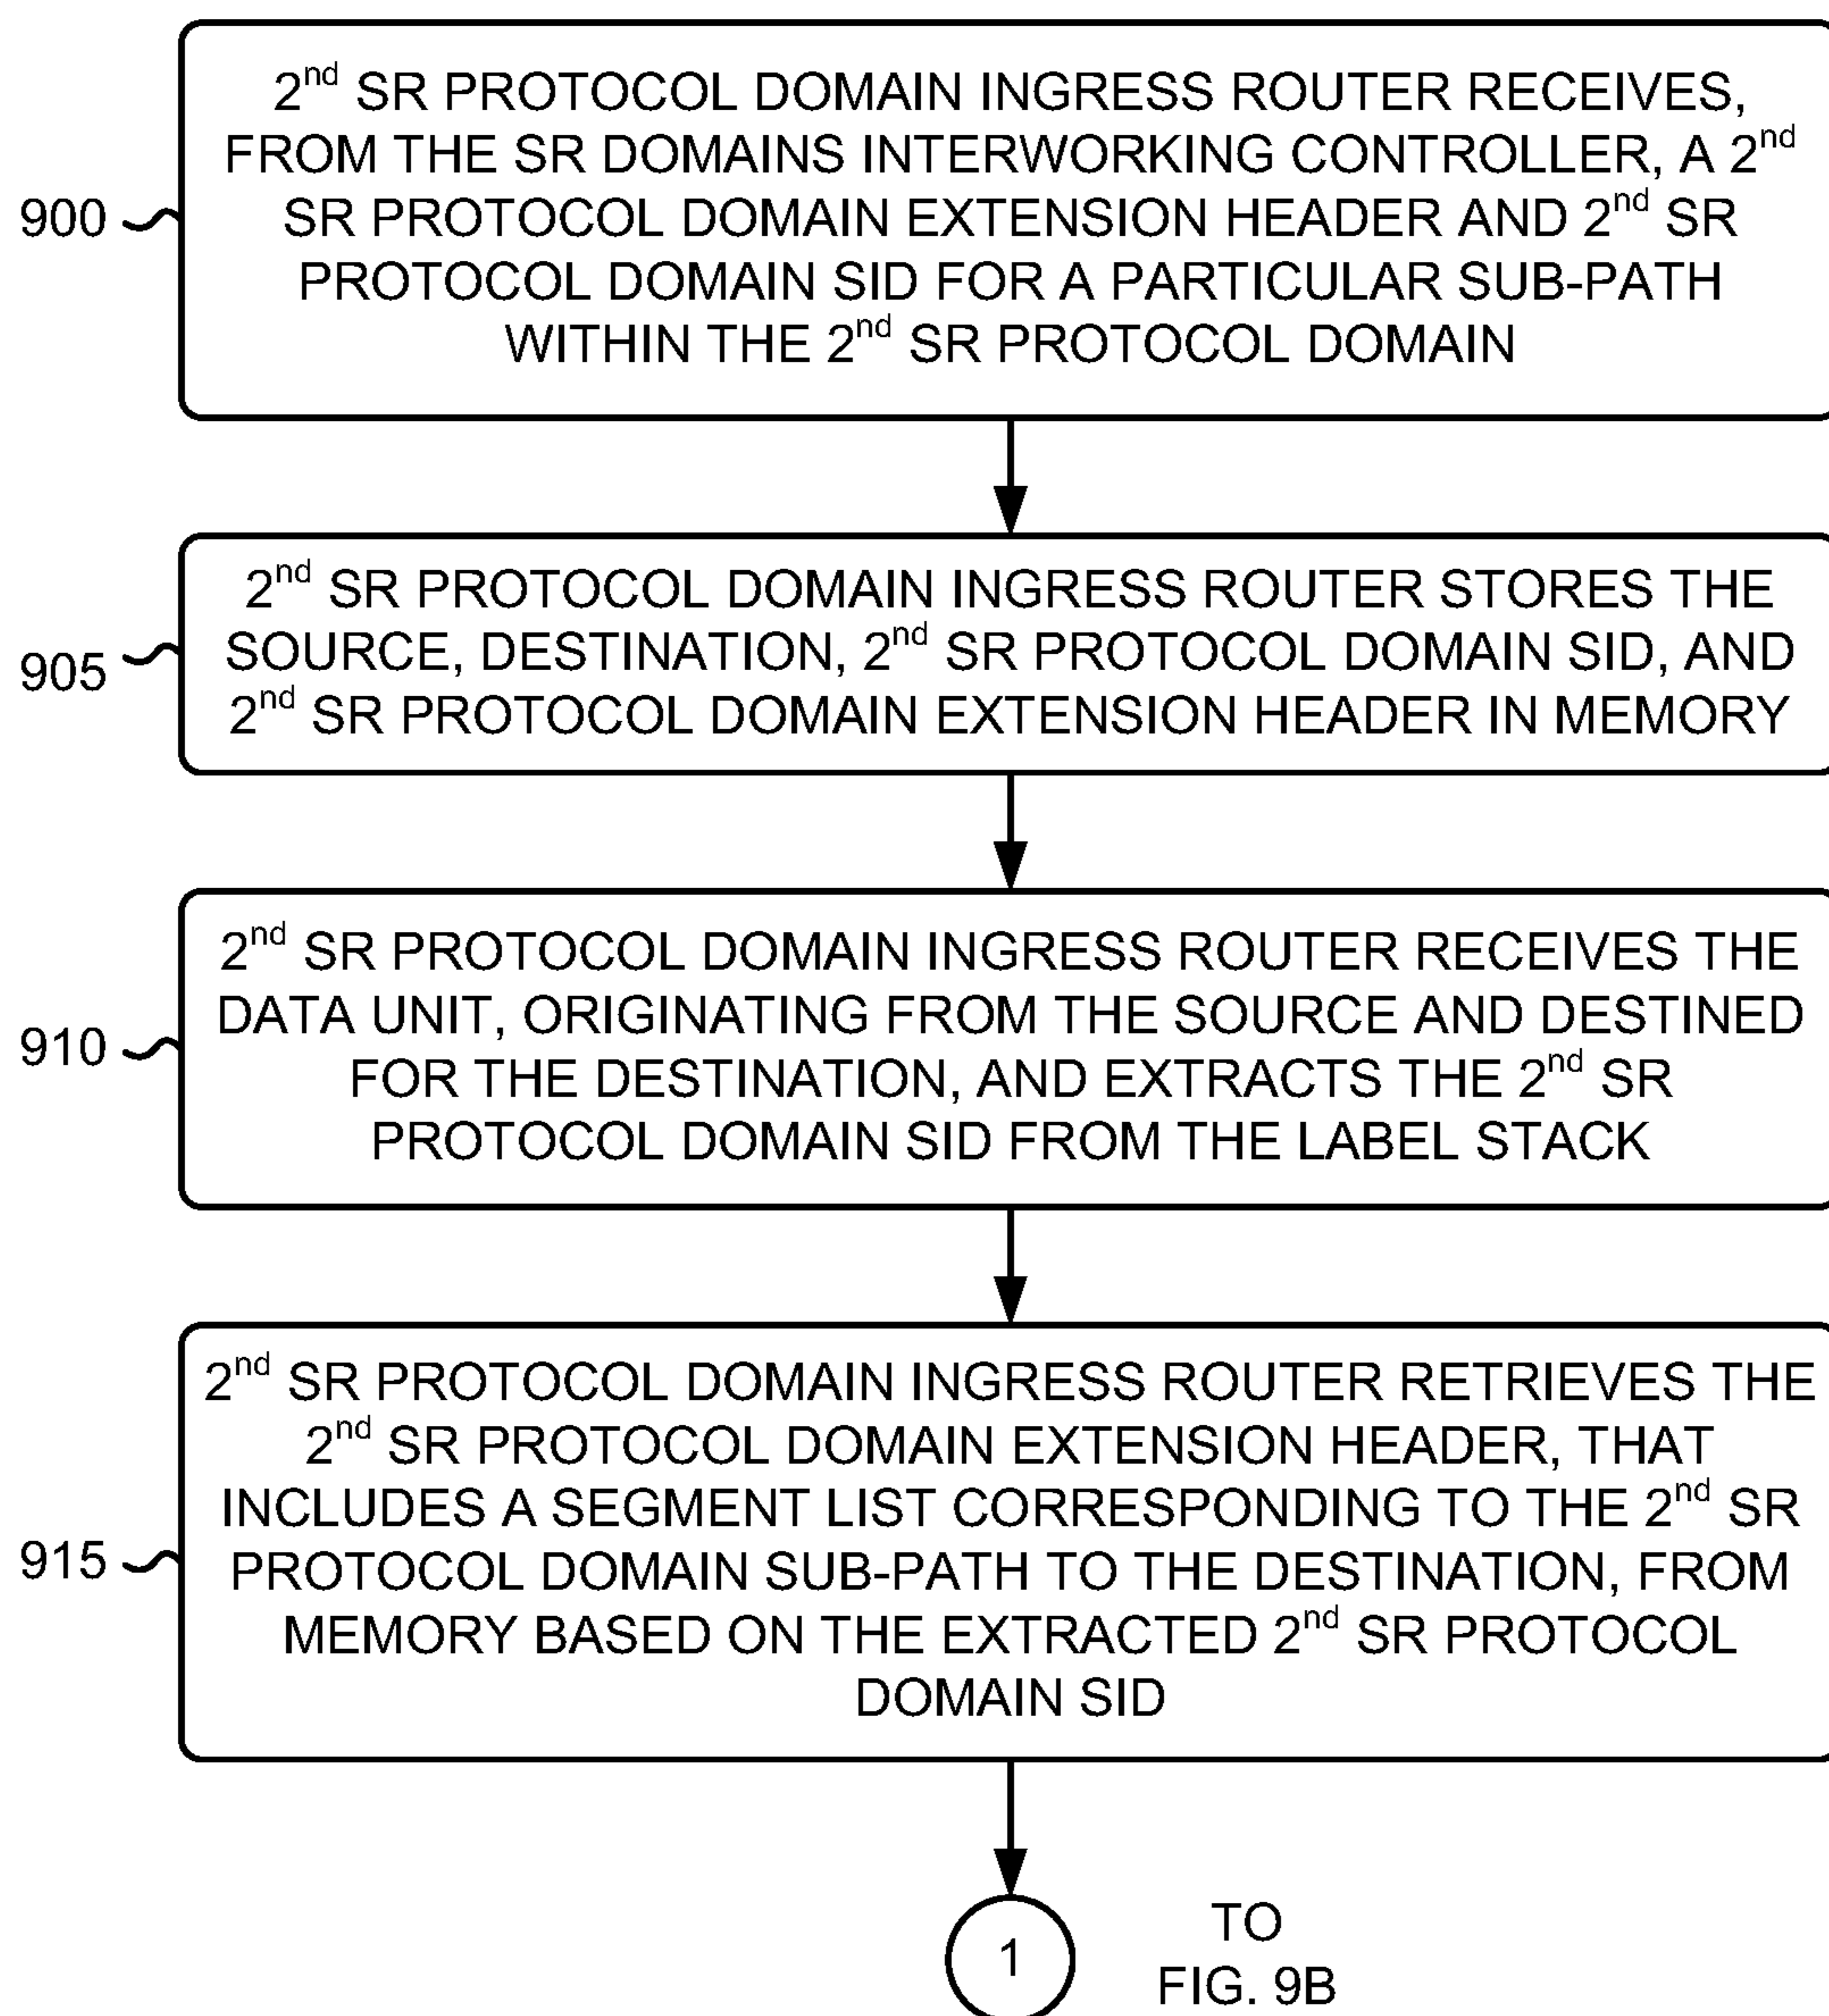 2nd SR PROTOCOL DOMAIN INGRESS ROUTER RECEIVES,
FROM THE SR DOMAINS INTERWORKING CONTROLLER, A 2nd
SR PROTOCOL DOMAIN EXTENSION HEADER AND 2nd SR
PROTOCOL DOMAIN SID FOR A PARTICULAR SUB-PATH
WITHIN THE 2nd SR PROTOCOL DOMAIN
900
2nd SR PROTOCOL DOMAIN INGRESS ROUTER STORES THE
SOURCE, DESTINATION, 2nd SR PROTOCOL DOMAIN SID, AND
2nd SR PROTOCOL DOMAIN EXTENSION HEADER IN MEMORY
905
2nd SR PROTOCOL DOMAIN INGRESS ROUTER RECEIVES THE
DATA UNIT, ORIGINATING FROM THE SOURCE AND DESTINED
FOR THE DESTINATION, AND EXTRACTS THE 2nd SR
PROTOCOL DOMAIN SID FROM THE LABEL STACK
910
2nd SR PROTOCOL DOMAIN INGRESS ROUTER RETRIEVES THE
2nd SR PROTOCOL DOMAIN EXTENSION HEADER, THAT
INCLUDES A SEGMENT LIST CORRESPONDING TO THE 2nd SR
PROTOCOL DOMAIN SUB-PATH TO THE DESTINATION, FROM
MEMORY BASED ON THE EXTRACTED 2nd SR PROTOCOL
DOMAIN SID
915
1
TO
FIG. 9B